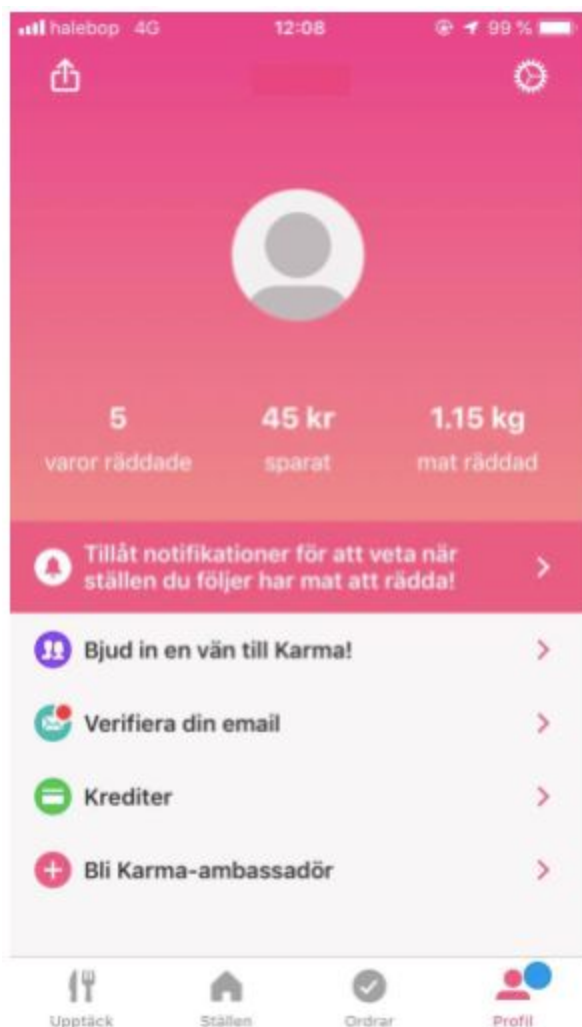 halebop 4G 12:08 99 %
5 45 kr 1.15 kg
varor räddade sparat mat räddad
Tillåt notifikationer för att veta när
ställen du följer har mat att rädda!
Bjud in en vän till Karma!
Verifiera din email
Krediter
Bli Karma-ambassadör
Upptäck Ställen Ordrar Profil